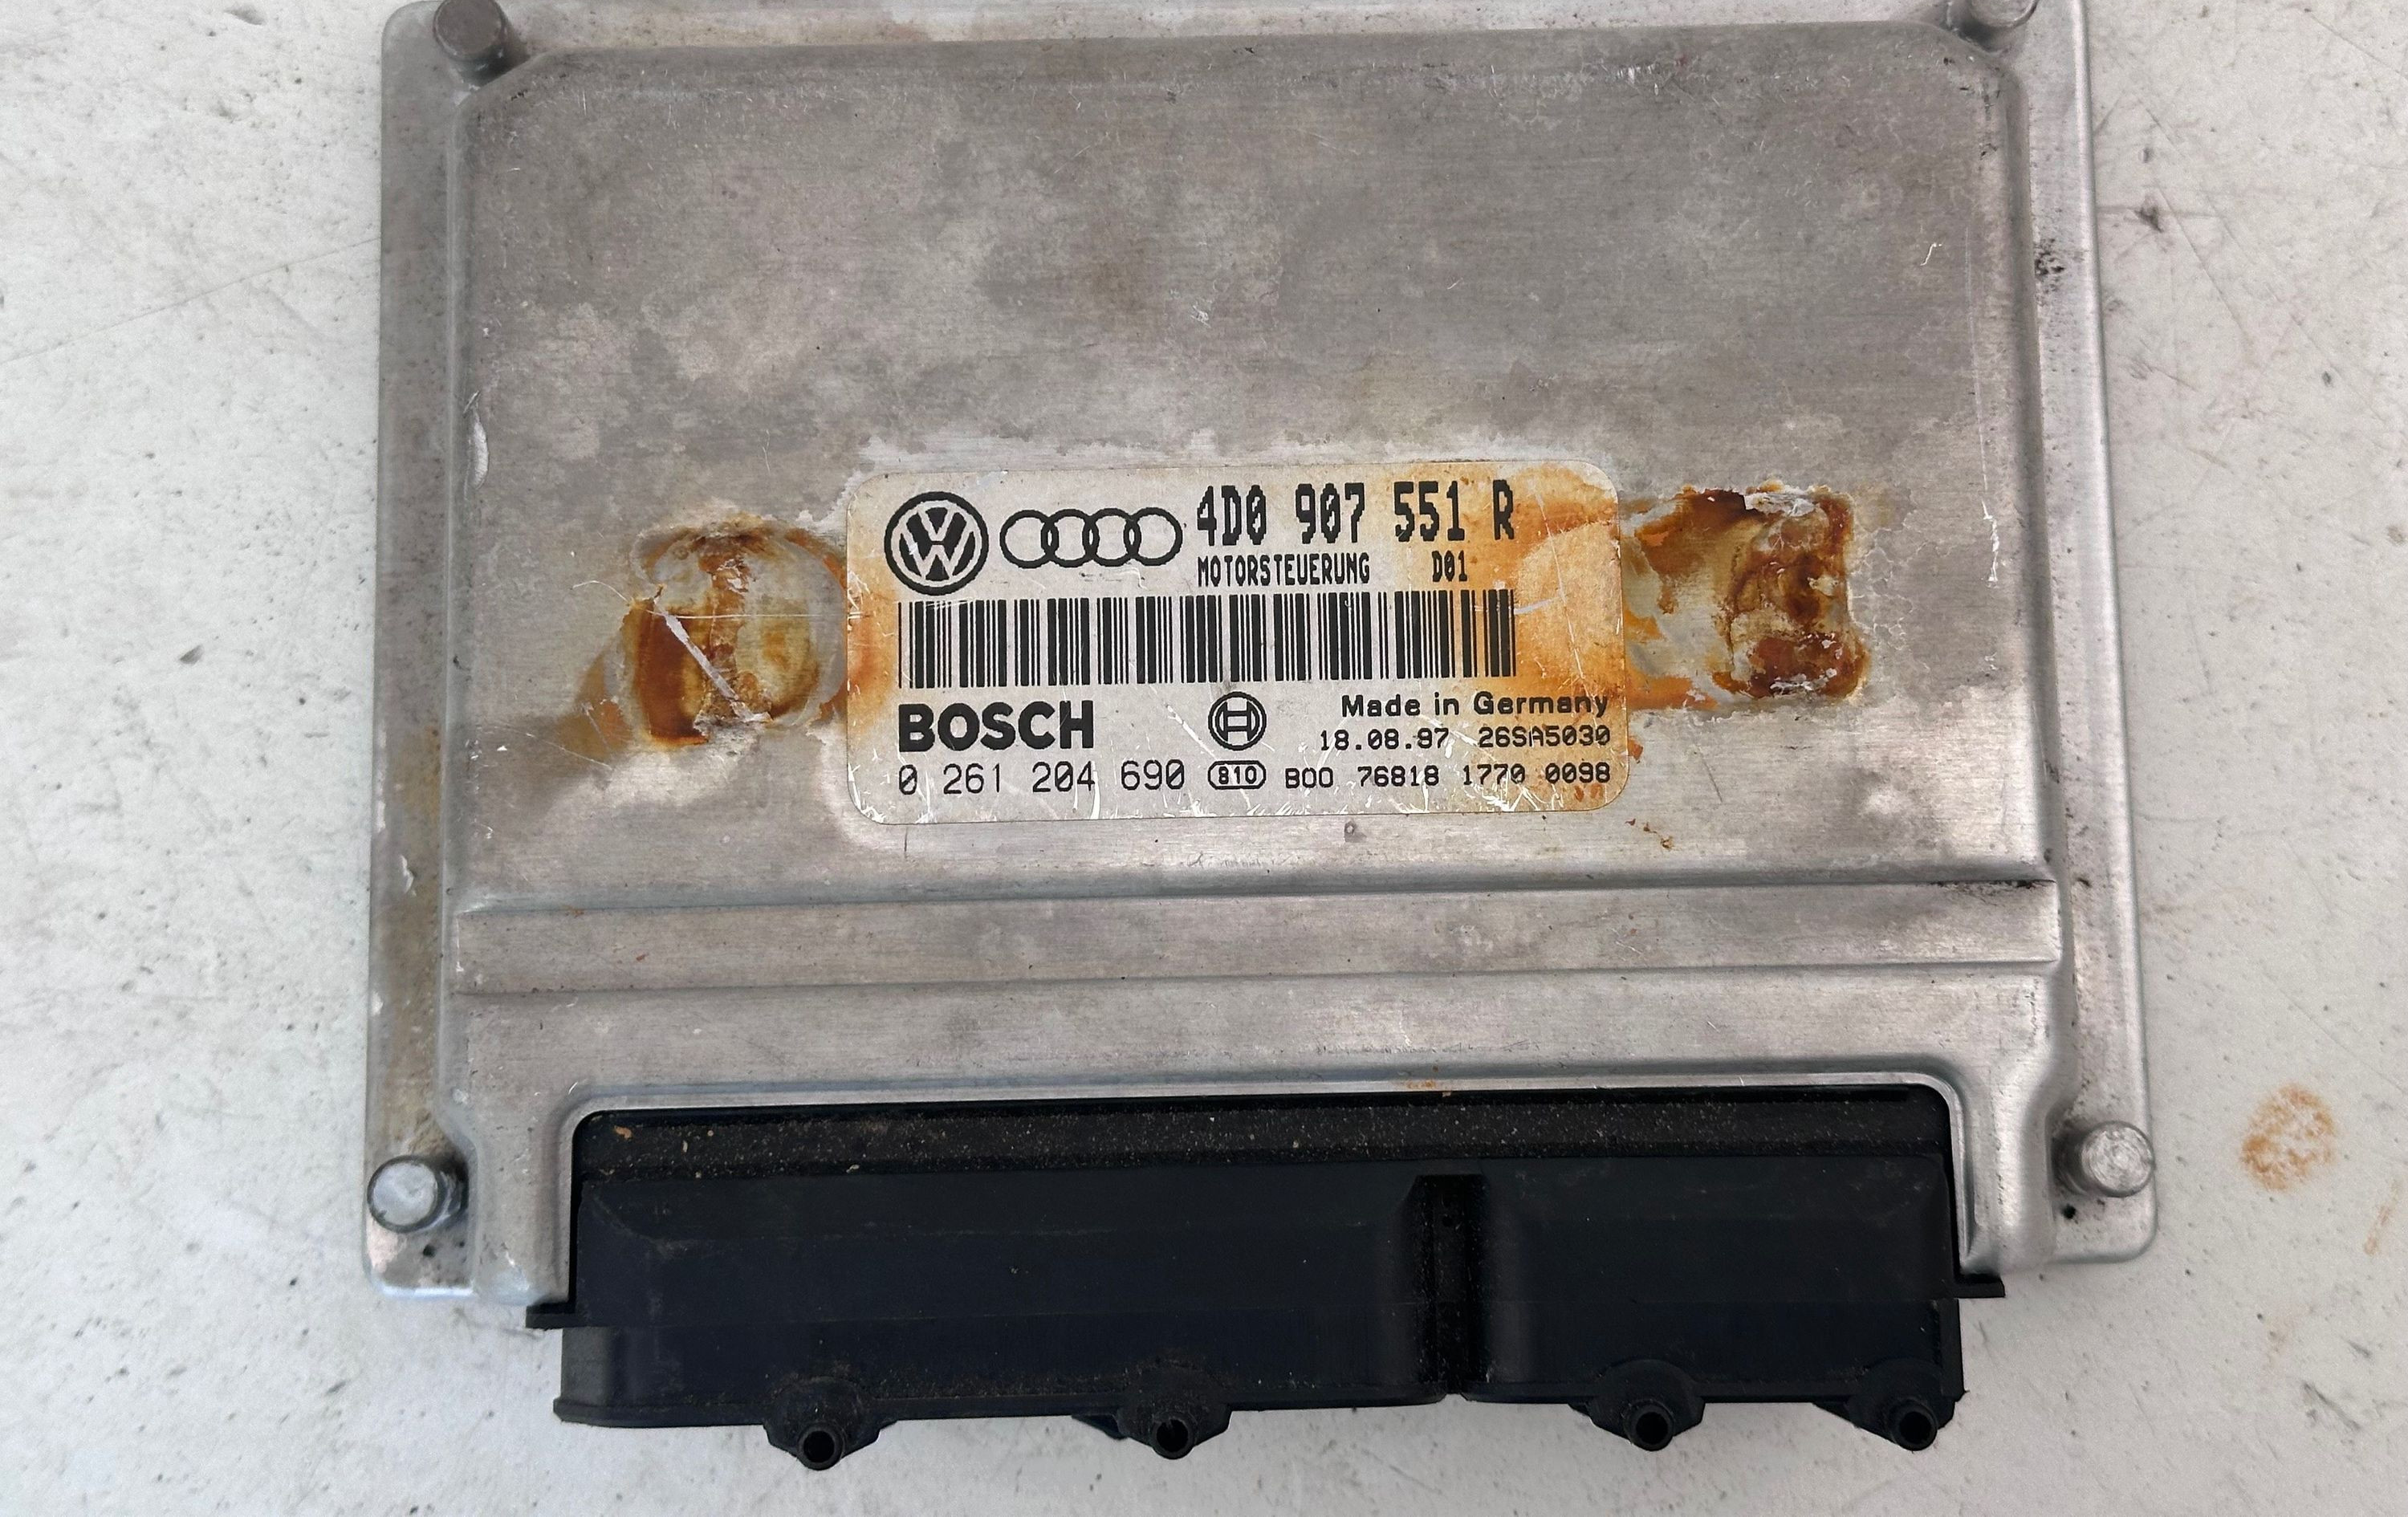 4D0 907 551 R
MOTORSTEUERUNG D01
BOSCH
Made in Germany
18.08.97 26SA5030
0 261 204 690 810 B00 76818 1770 0098